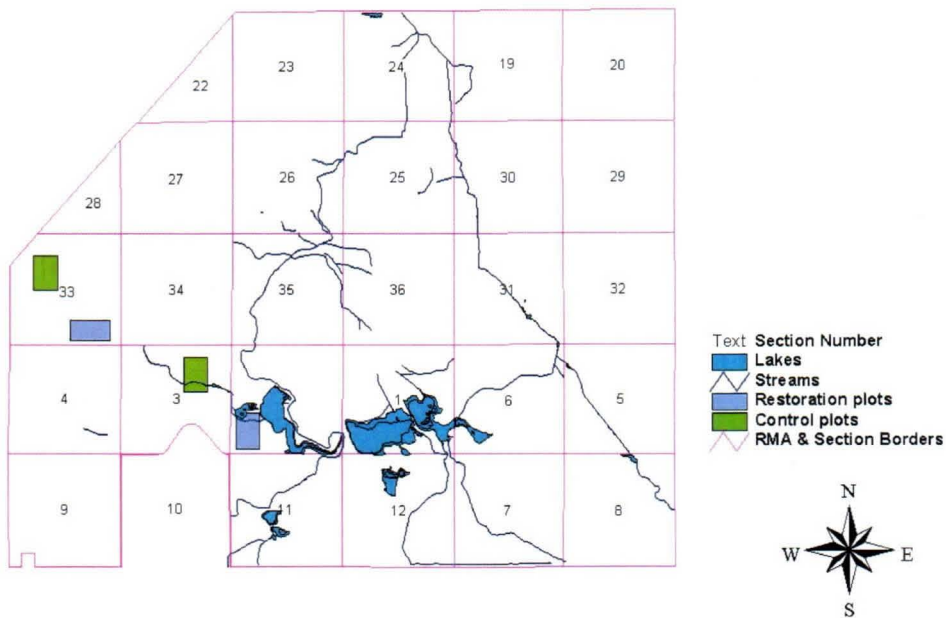 23 24 19 20
22
27 26 25 30 29
28
33 34 35 36 31 32
4 3 1 6 5
9 10 11 12 7 8
Text Section Number
Lakes
Streams
Restoration plots
Control plots
RMA & Section Borders
N
W E
S